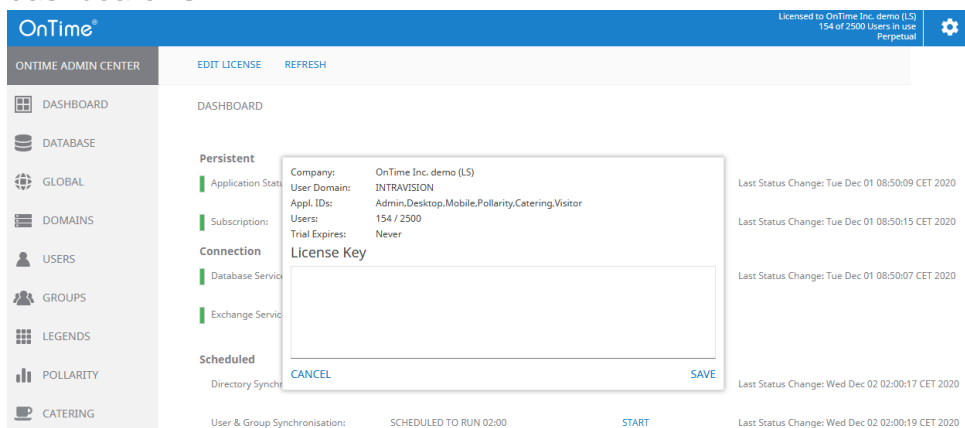 OnTime®
Licensed to OnTime Inc. demo (LS)
154 of 2500 Users in use
Perpetual
ONTIME ADMIN CENTER
EDIT LICENSE REFRESH
DASHBOARD
DATABASE
GLOBAL
DOMAINS
USERS
GROUPS
LEGENDS
POLLARITY
CATERING
DASHBOARD
Persistent
Application Last Status Change: Tue Dec 01 08:50:09 CET 2020
Subscription: Last Status Change: Tue Dec 01 08:50:15 CET 2020
Connection
Database Last Status Change: Tue Dec 01 08:50:07 CET 2020
Exchange
Scheduled
Directory Last Status Change: Wed Dec 02 02:00:17 CET 2020
User & Group Synchronisation: SCHEDULED TO RUN 02:00 START Last Status Change: Wed Dec 02 02:00:19 CET 2020
Company: OnTime Inc. demo (LS)
User Domain: INTRAVISION
Appl. IDs: Admin,Desktop,Mobile,Pollarity,Catering,Visitor
Users: 154 / 2500
Trial Expires: Never
License Key
CANCEL SAVE